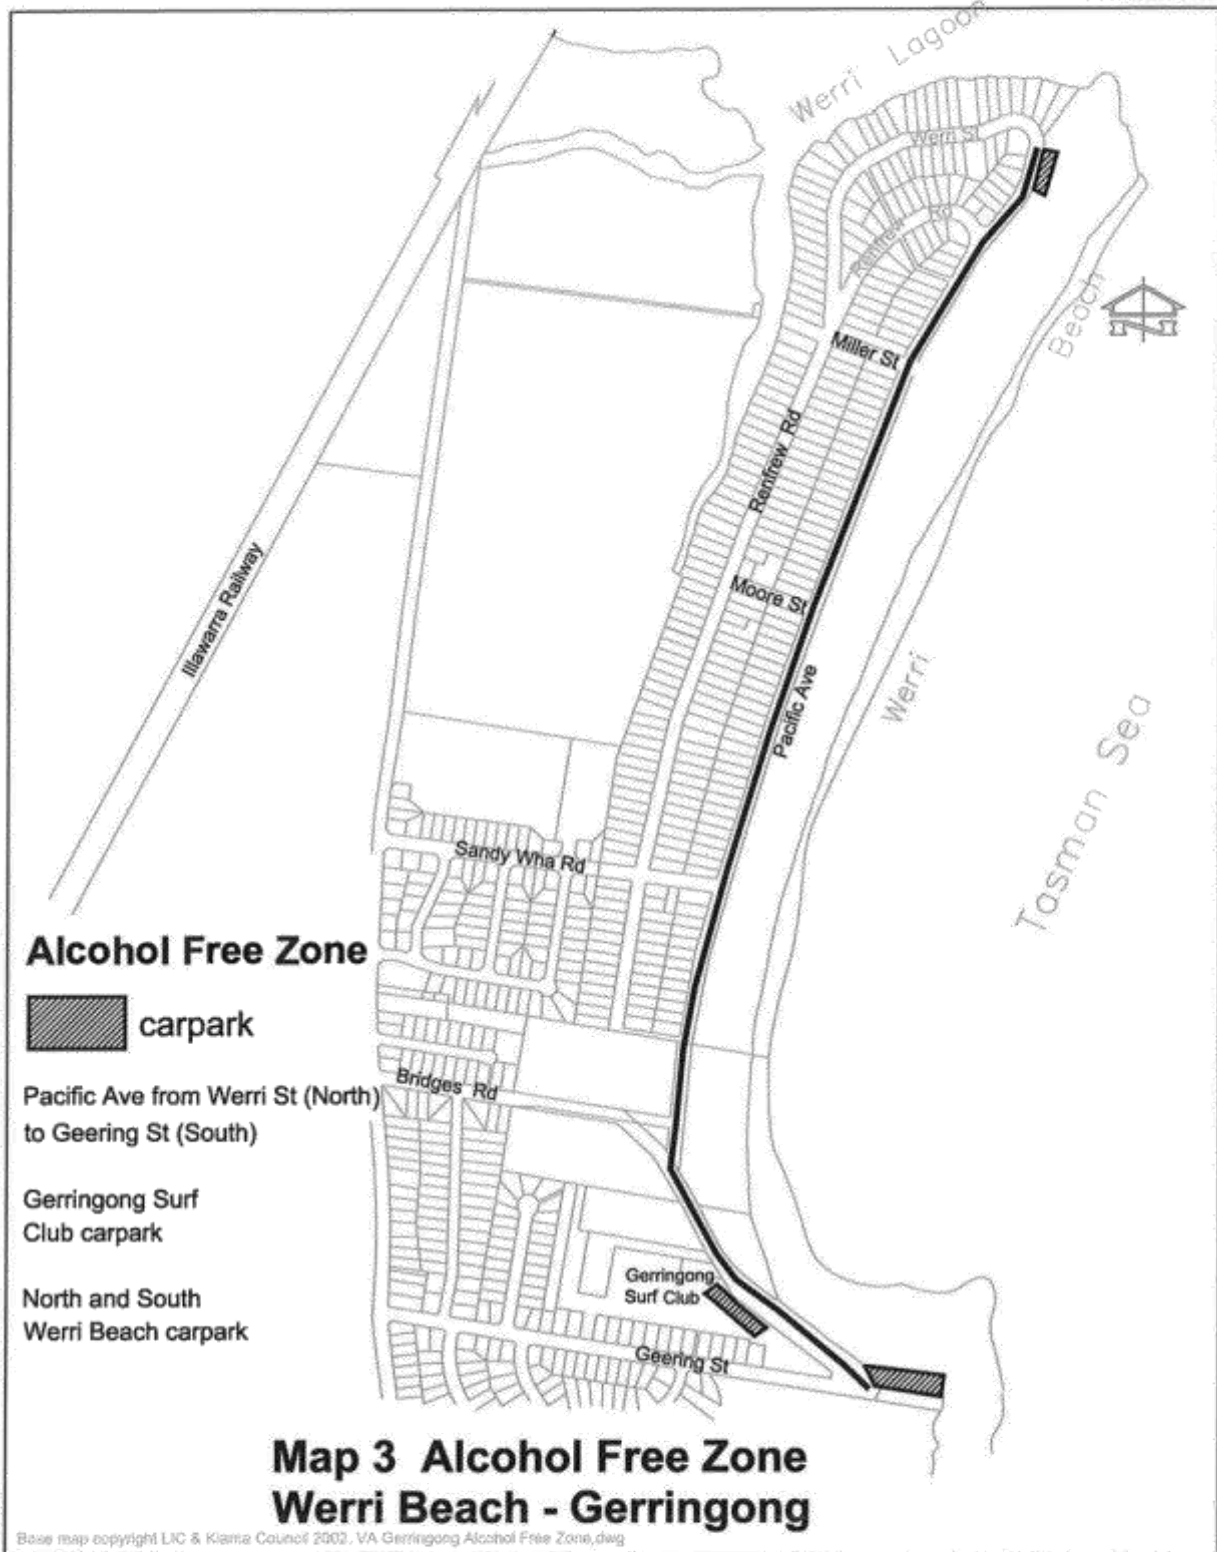 Werri Lagoon
Werri St
Renfrew Rd
Miller St
Beach
Renfrew Rd
Moore St
Illawarra Railway
Werri
Pacific Ave
Tasman Sea
Sandy Wha Rd
Alcohol Free Zone
carpark
Bridges Rd
Pacific Ave from Werri St (North)
to Geering St (South)
Gerringong Surf
Club carpark
Gerringong
Surf Club
North and South
Werri Beach carpark
Geering St
Map 3 Alcohol Free Zone
Werri Beach - Gerringong
Base map copyright LIC & Kiama Council 2002. VA Gerringong Alcohol Free Zone.dwg